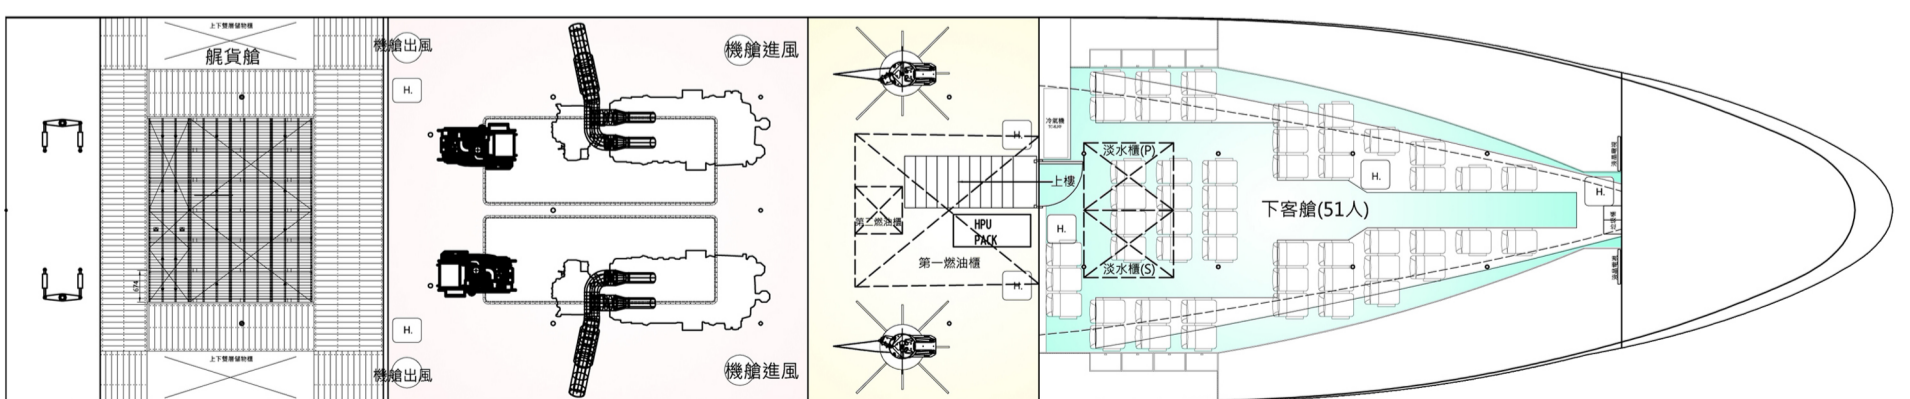 上下雙層儲物櫃
艉貨艙
機艙出風
機艙進風
H.
674
上下雙層儲物櫃
H.
機艙出風
機艙進風
H.
第二燃油櫃
HPU
PACK
第一燃油櫃
H.
冷氣機
上樓
淡水櫃(P)
H.
淡水櫃(S)
下客艙(51人)
H.
H.